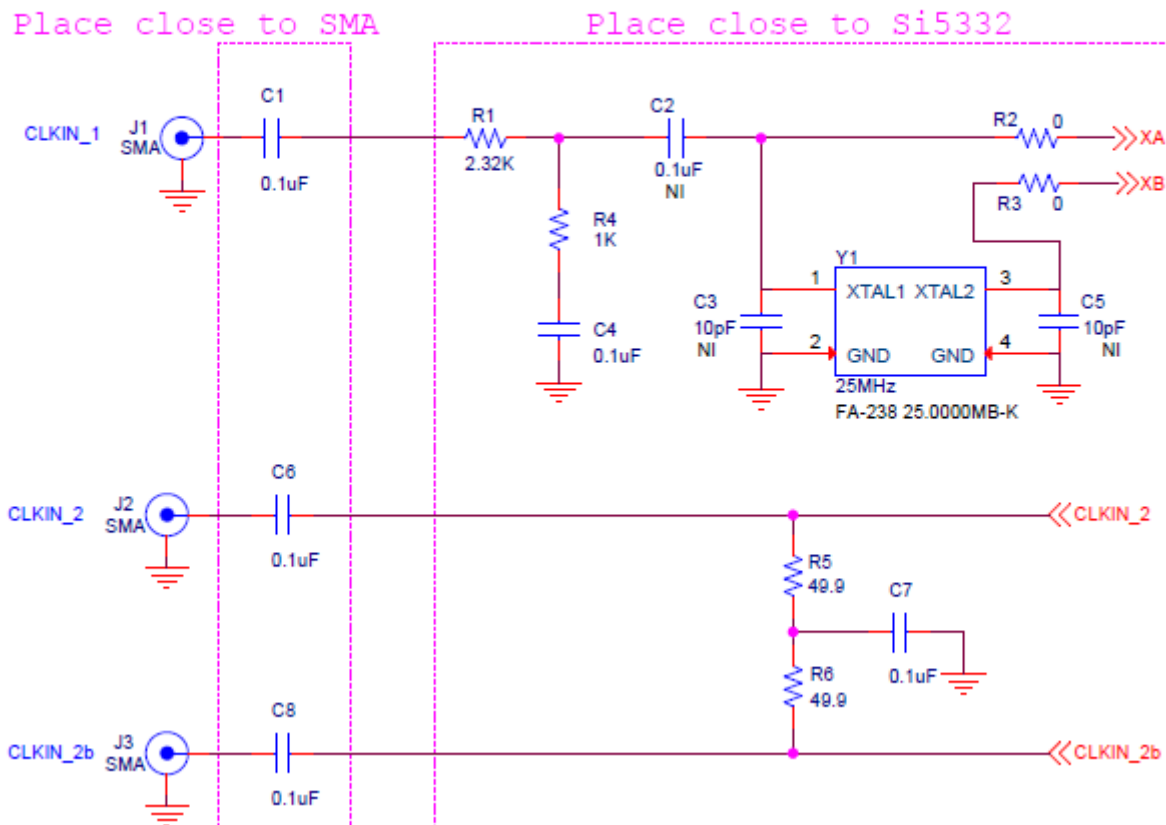 Place close to SMA
Place close to Si5332
CLKIN_1
J1
SMA
C1
0.1uF
R1
2.32K
C2
0.1uF
NI
R2
0
XA
R3
0
XB
R4
1K
C4
0.1uF
C3
10pF
NI
Y1
1
XTAL1
XTAL2
3
2
GND
GND
4
25MHz
FA-238 25.0000MB-K
C5
10pF
NI
CLKIN_2
J2
SMA
C6
0.1uF
CLKIN_2
R5
49.9
C7
0.1uF
R6
49.9
CLKIN_2b
J3
SMA
C8
0.1uF
CLKIN_2b